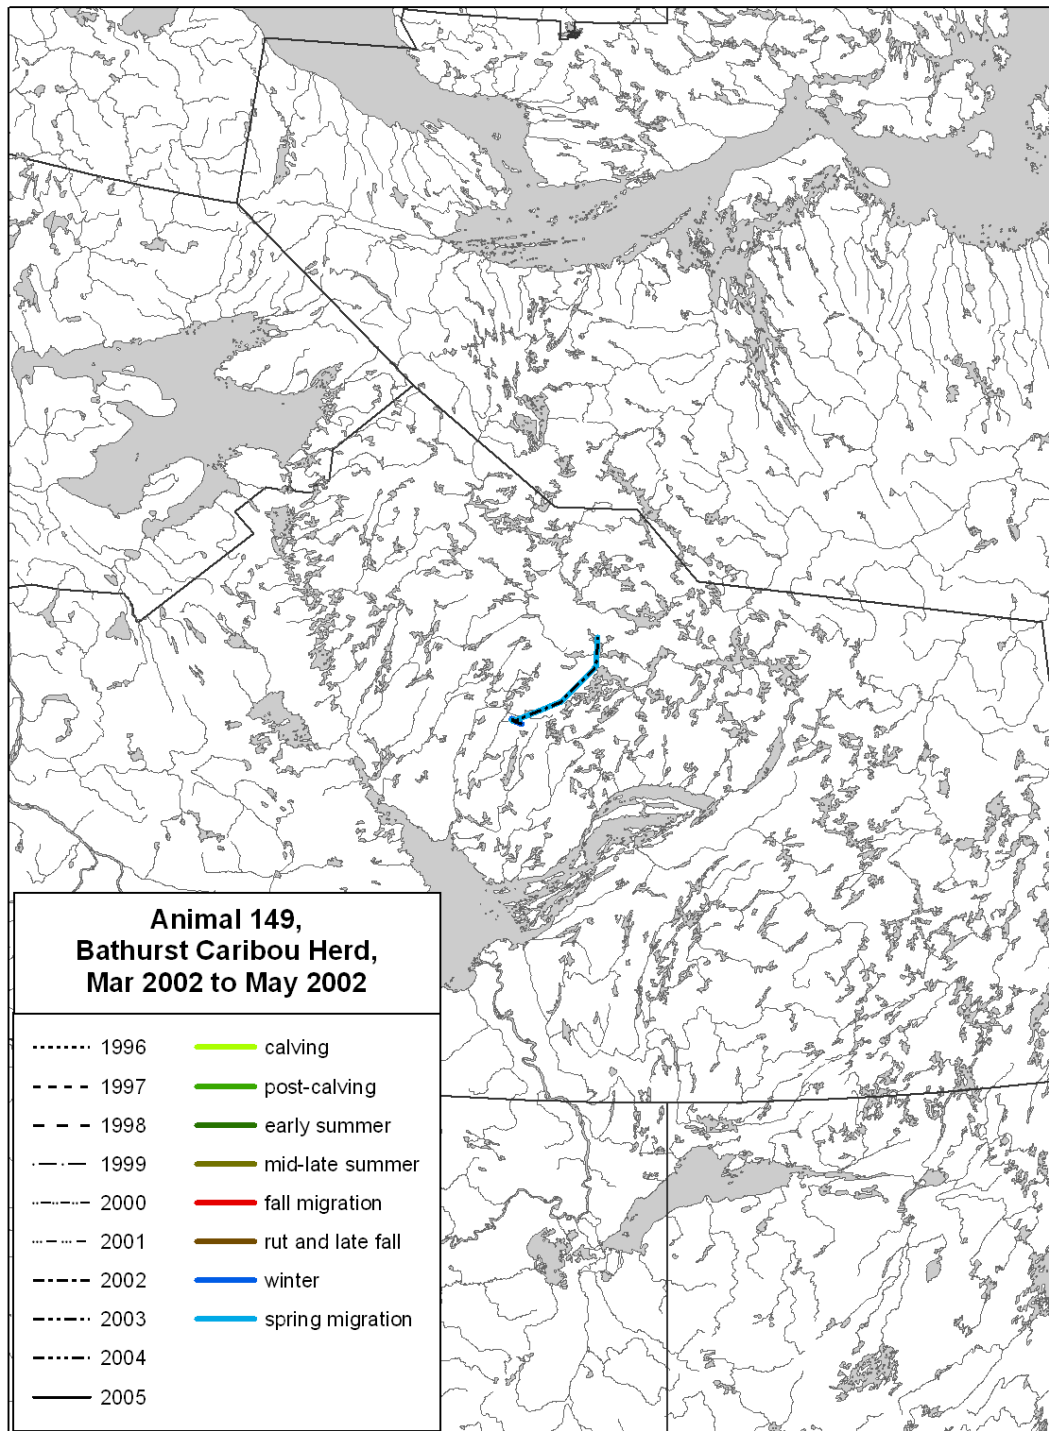 Animal 149,
Bathurst Caribou Herd,
Mar 2002 to May 2002
1996
1997
1998
1999
2000
2001
2002
2003
2004
2005
calving
post-calving
early summer
mid-late summer
fall migration
rut and late fall
winter
spring migration